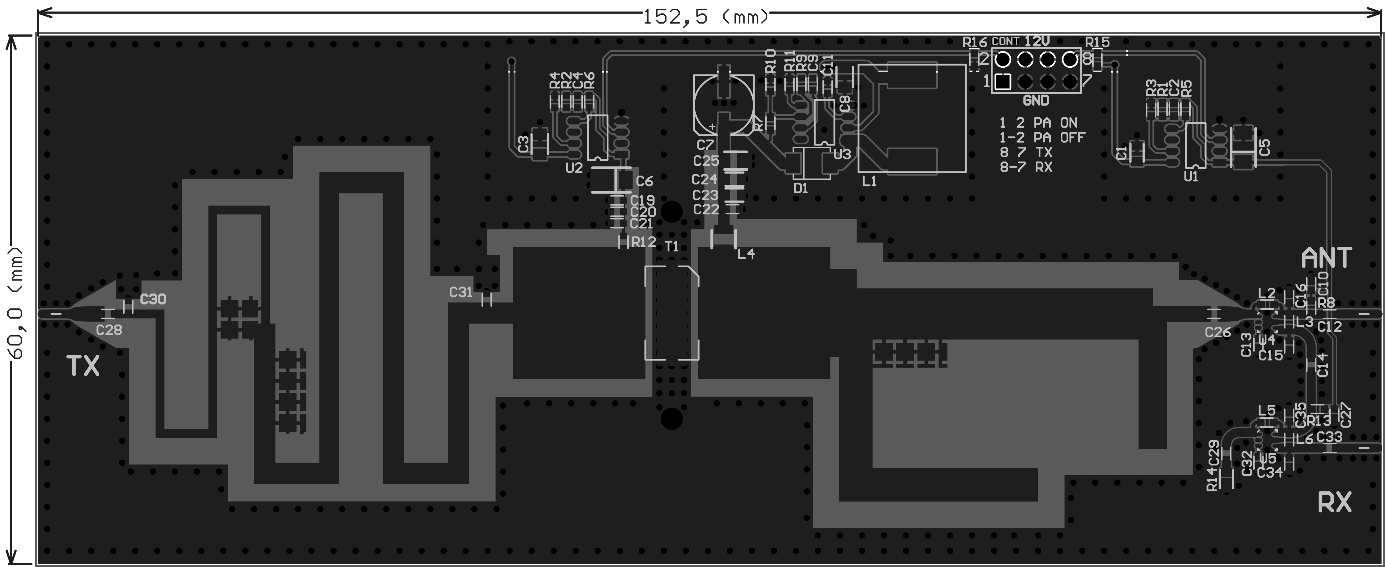 152,5 (mm)
60,0 (mm)
R16 CONT 12V R15
2 8
1 7
GND
1 2 PA ON
1-2 PA OFF
8 7 TX
8-7 RX
R4 R2 C4 R6
C3
U2
C6
C19
C20
C21
R12
C7
C25
C24
C23
C22
L4
T1
R10 R11 R9 C9 C11
R7
C8
U3
D1
L1
R3 R1 C2 R5
C1
U1
C5
ANT
C30
C28
C31
TX
C26
L2 C16 C10
R8
L3 C12
C13 U4
C15
C14
L5 C35 R13 C27
L6 C33
C29
C32 U5
C34
R14
RX